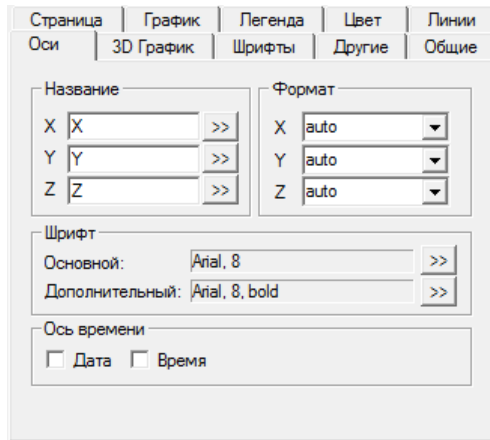 Страница График Легенда Цвет Линии
Оси 3D График Шрифты Другие Общие
Название Формат
X X >> X auto
Y Y >> Y auto
Z Z >> Z auto
Шрифт
Основной: Arial, 8 >>
Дополнительный: Arial, 8, bold >>
Ось времени
Дата Время